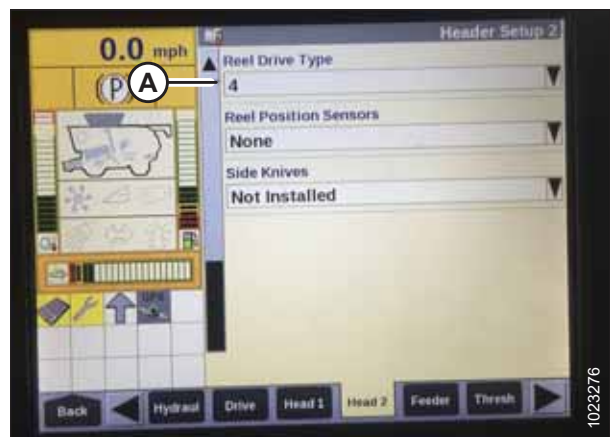 0.0 mph
Header Setup 2
A
Reel Drive Type
4
(P)
Reel Position Sensors
None
Side Knives
Not Installed
GPS
Back
Hydraul
Drive
Head 1
Head 2
Feeder
Thresh
1023276